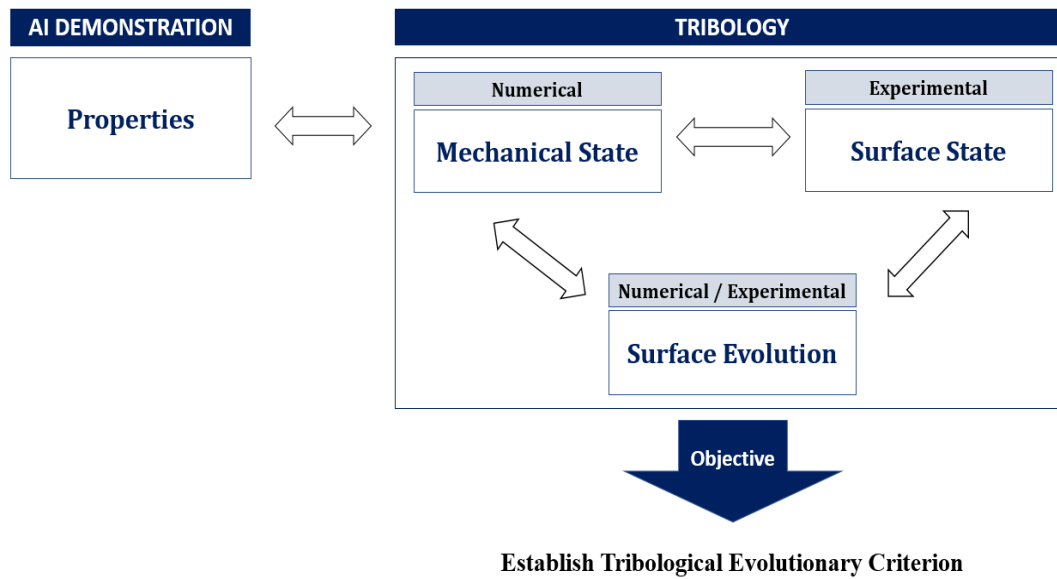 AI DEMONSTRATION
TRIBOLOGY
Properties
Numerical
Mechanical State
Experimental
Surface State
Numerical / Experimental
Surface Evolution
Objective
Establish Tribological Evolutionary Criterion